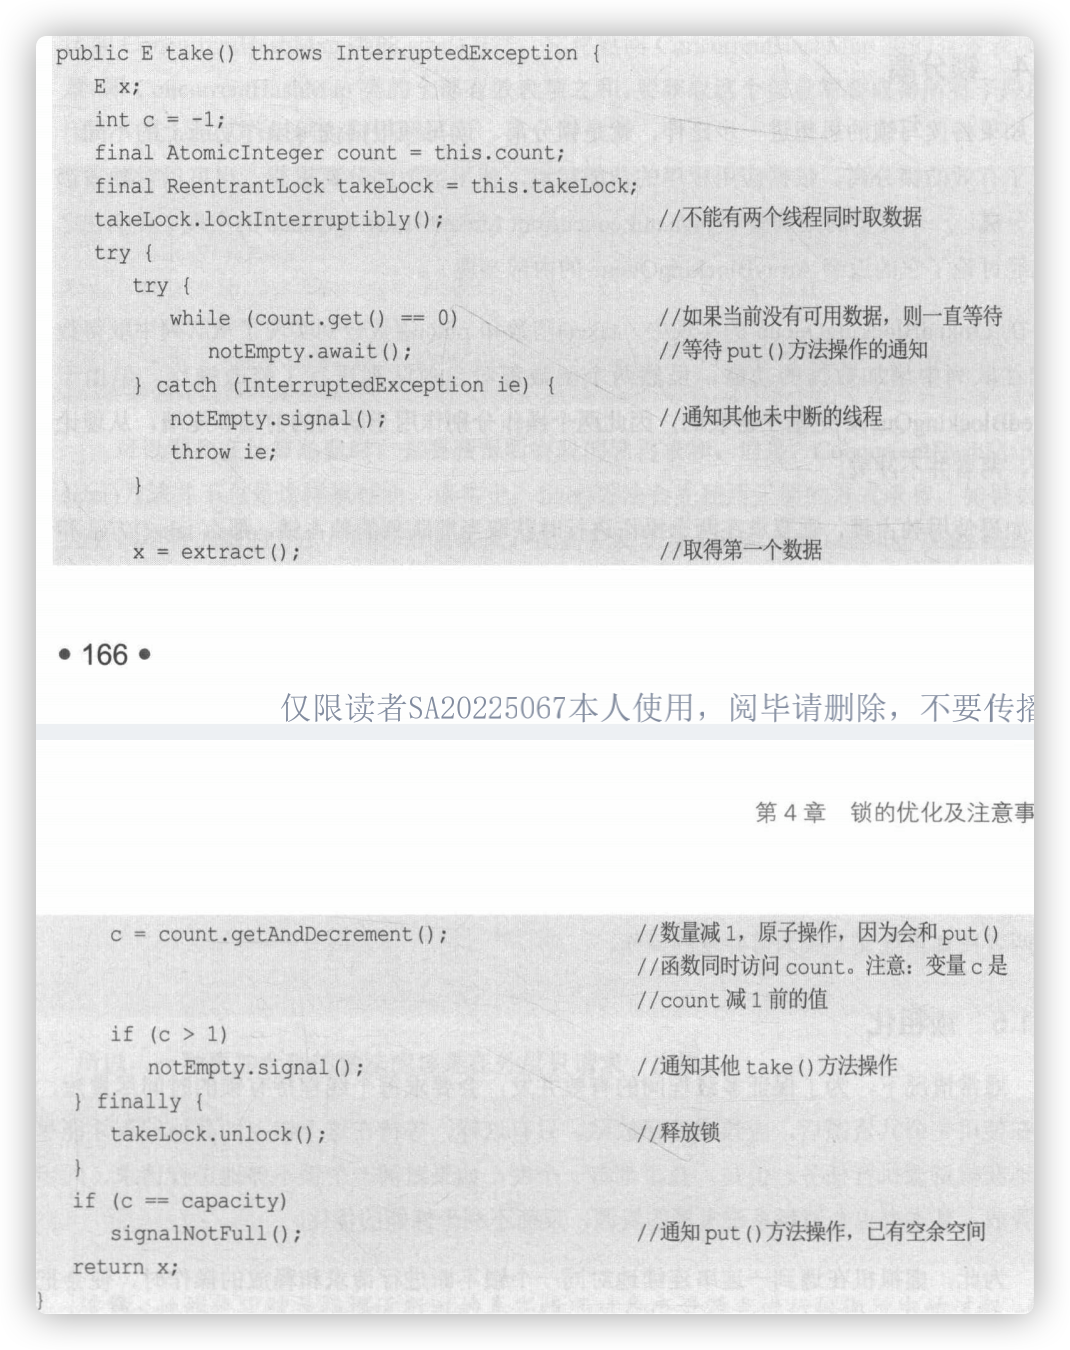 public E take() throws InterruptedException {
E x;
int c = -1;
final AtomicInteger count = this.count;
final ReentrantLock takeLock = this.takeLock;
takeLock.lockInterruptibly(); //不能有两个线程同时取数据
try {
try {
while (count.get() == 0) //如果当前没有可用数据，则一直等待
notEmpty.await(); //等待 put()方法操作的通知
} catch (InterruptedException ie) {
notEmpty.signal(); //通知其他未中断的线程
throw ie;
}
x = extract(); //取得第一个数据
• 166 •
仅限读者SA20225067本人使用，阅毕请删除，不要传播
第 4 章 锁的优化及注意事
c = count.getAndDecrement(); //数量减 1，原子操作，因为会和 put()
//函数同时访问 count。注意：变量 c 是
//count 减 1 前的值
if (c > 1)
notEmpty.signal(); //通知其他 take()方法操作
} finally {
takeLock.unlock(); //释放锁
}
if (c == capacity)
signalNotFull(); //通知 put()方法操作，已有空余空间
return x;
}